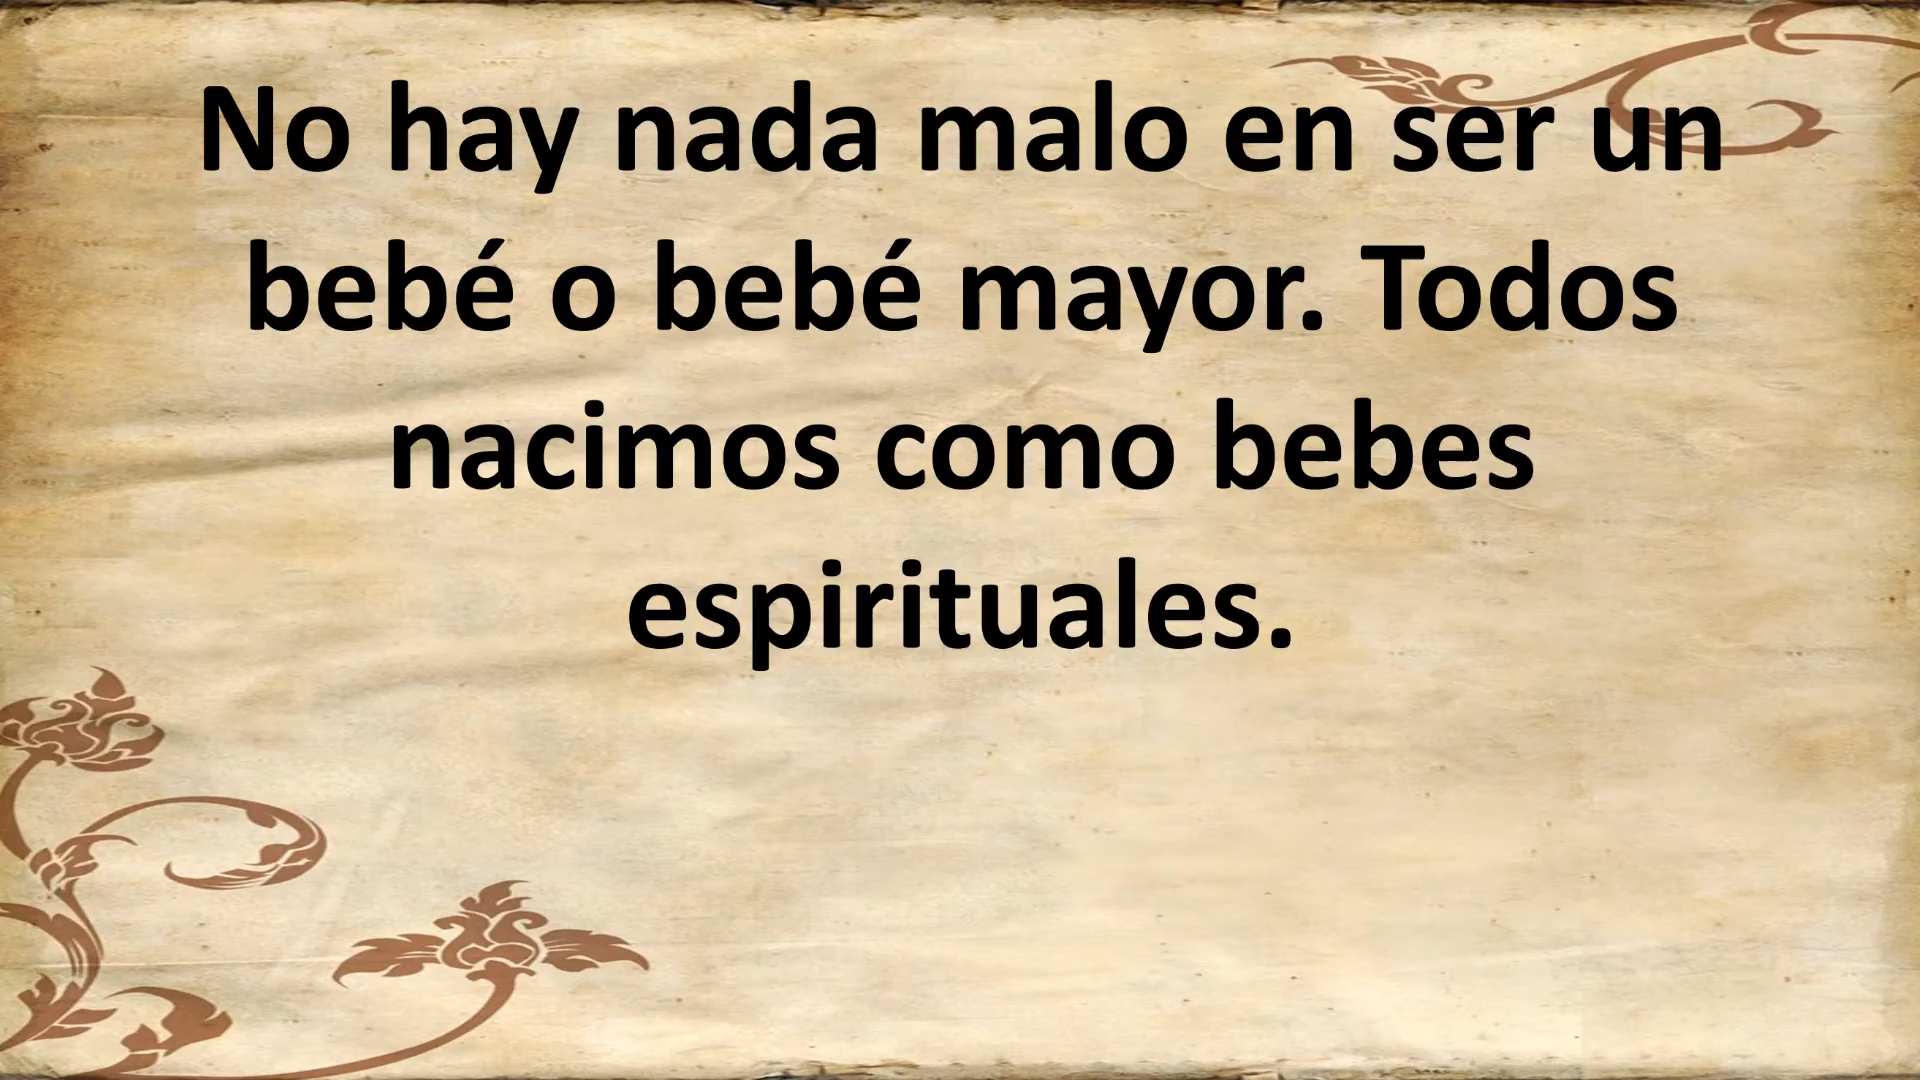 No hay nada malo en ser un
bebé o bebé mayor. Todos
nacimos como bebes
espirituales.